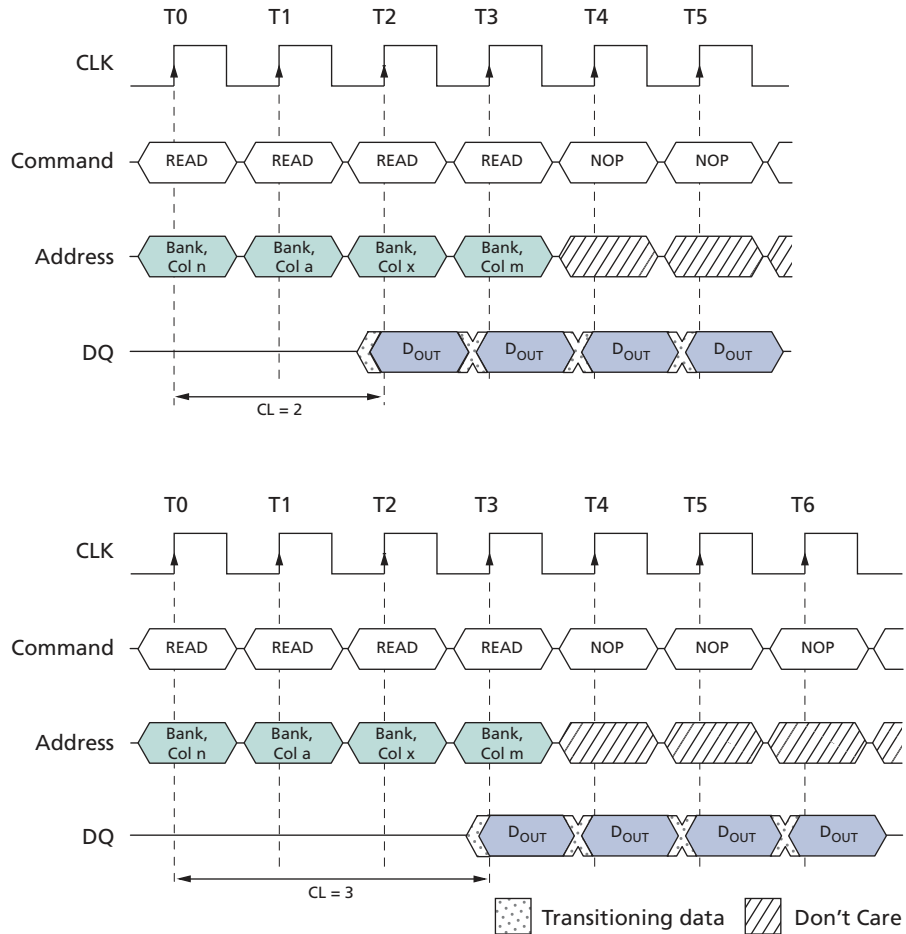 T0 T1 T2 T3 T4 T5
CLK
Command READ READ READ READ NOP NOP
Address Bank, Col n Bank, Col a Bank, Col x Bank, Col m
DQ DOUT DOUT DOUT DOUT
CL = 2
T0 T1 T2 T3 T4 T5 T6
CLK
Command READ READ READ READ NOP NOP NOP
Address Bank, Col n Bank, Col a Bank, Col x Bank, Col m
DQ DOUT DOUT DOUT DOUT
CL = 3
Transitioning data Don't Care